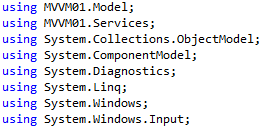 using MVVM01.Model;
using MVVM01.Services;
using System.Collections.ObjectModel;
using System.ComponentModel;
using System.Diagnostics;
using System.Linq;
using System.Windows;
using System.Windows.Input;